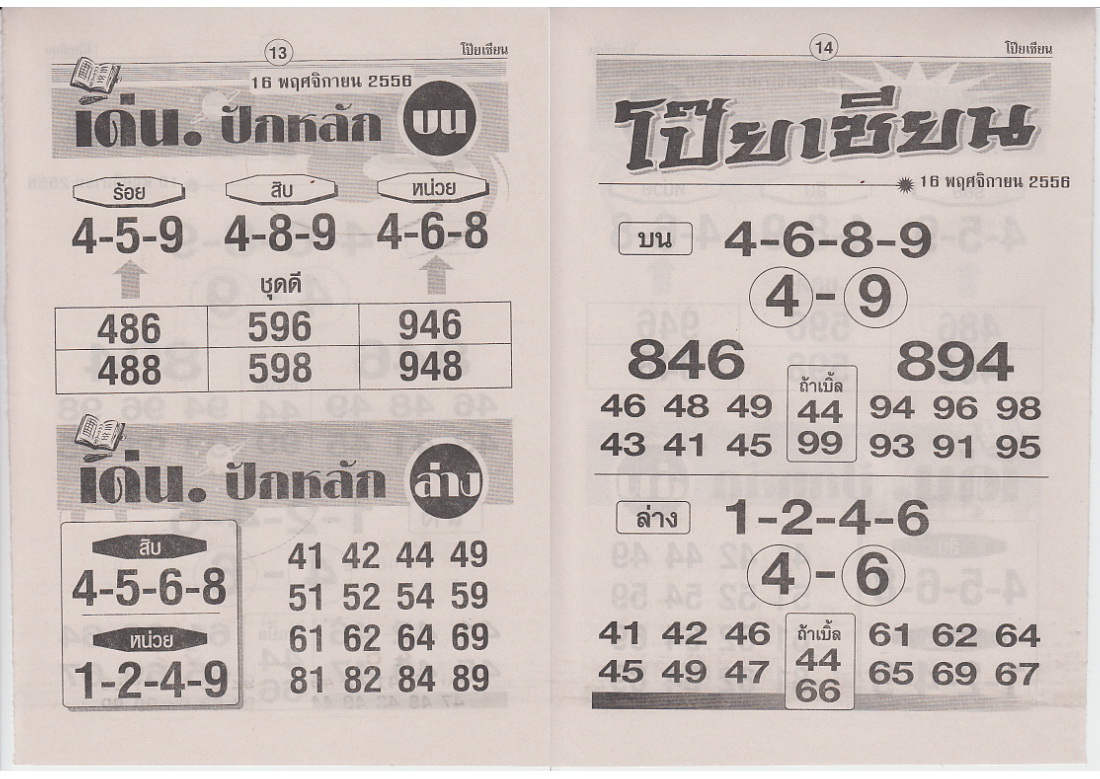 13
โป๊ยเซียน
16 พฤศจิกายน 2556
เด่น. ปักหลัก บน
ร้อย สิบ หน่วย
4-5-9 4-8-9 4-6-8
ชุดดี
486 596 946
488 598 948
เด่น. ปักหลัก ล่าง
สิบ
4-5-6-8
หน่วย
1-2-4-9
41 42 44 49
51 52 54 59
61 62 64 69
81 82 84 89
14
โป๊ยเซียน
โป๊ยเซียน
16 พฤศจิกายน 2556
บน 4-6-8-9
4 - 9
846 894
ถ้าเบิ้ล
46 48 49 44 94 96 98
43 41 45 99 93 91 95
ล่าง 1-2-4-6
4 - 6
41 42 46 ถ้าเบิ้ล 61 62 64
44
45 49 47 65 69 67
66